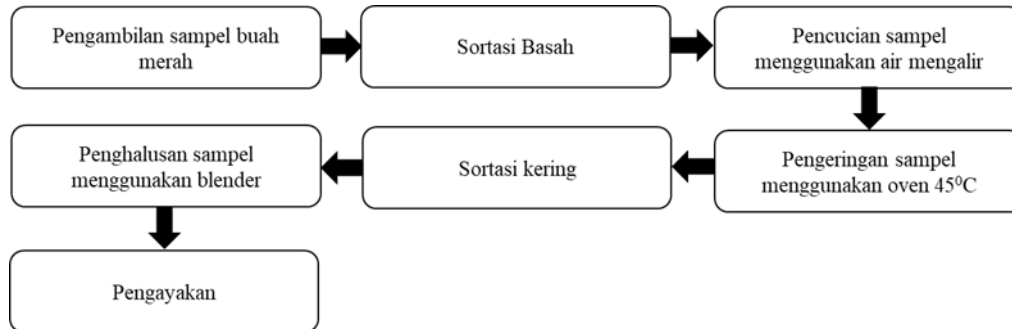 Pengambilan sampel buah
merah
Sortasi Basah
Pencucian sampel
menggunakan air mengalir
Pengeringan sampel
menggunakan oven 45⁰C
Sortasi kering
Penghalusan sampel
menggunakan blender
Pengayakan